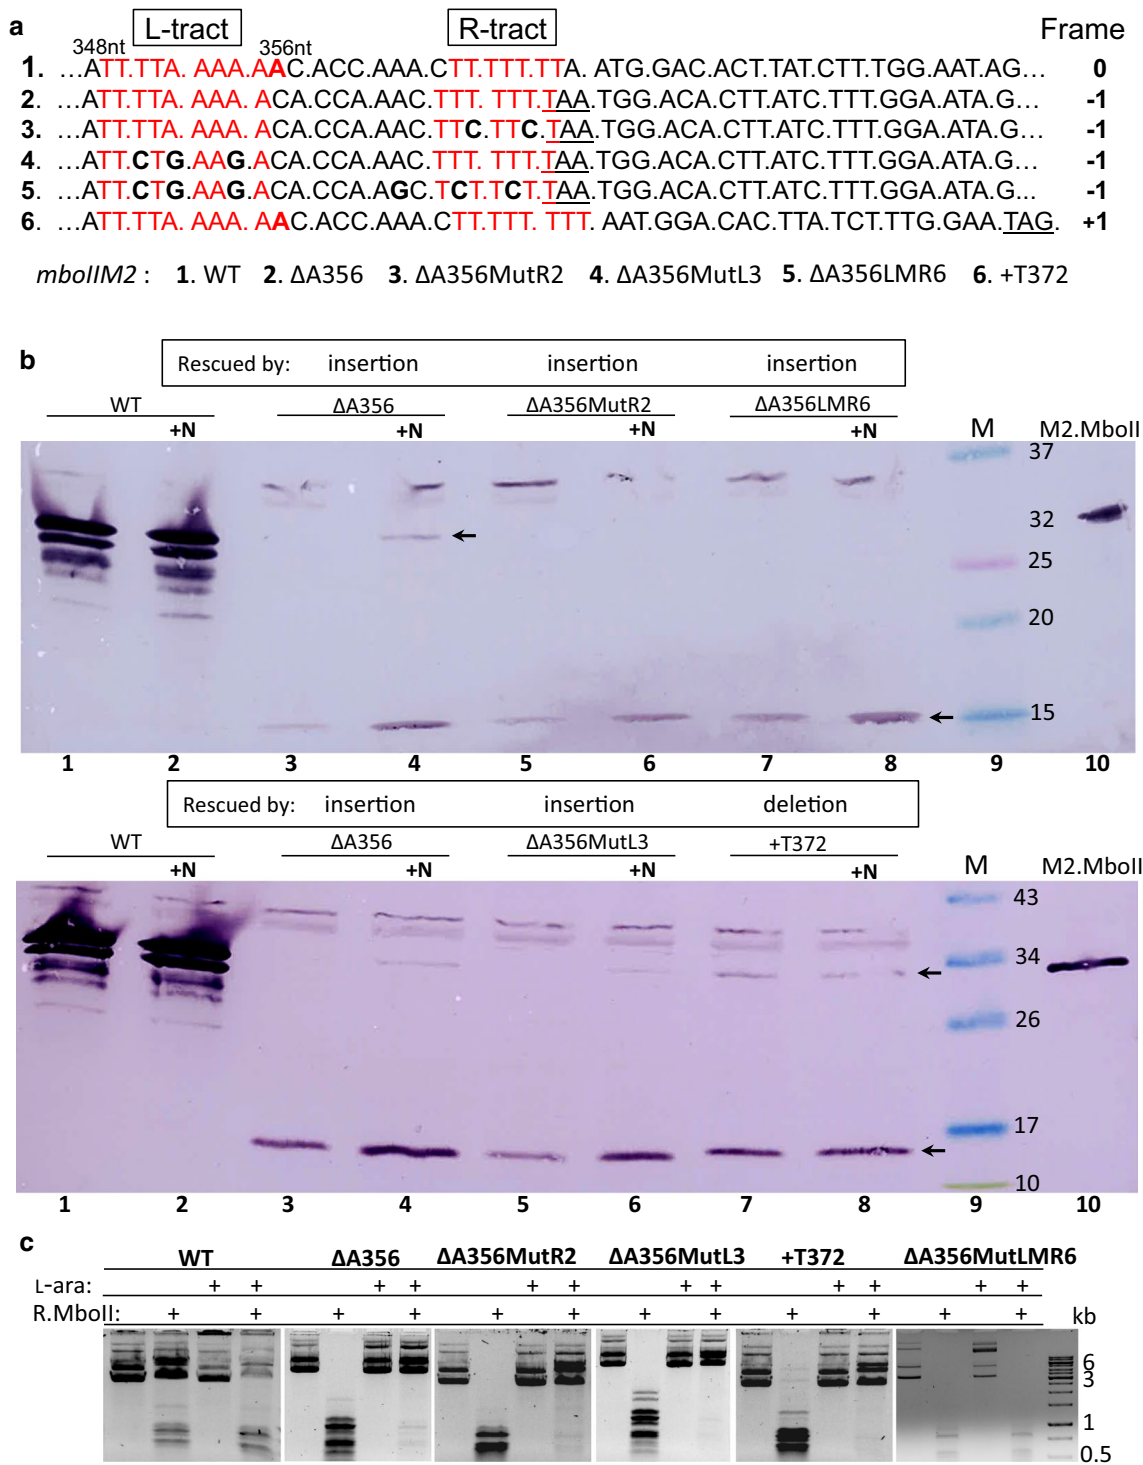 a
L-tract R-tract Frame
348nt 356nt
1. ...ATT.TTA. AAA.AAC.ACC.AAA.CTT.TTT.TTA. ATG.GAC.ACT.TAT.CTT.TGG.AAT.AG... 0
2. ...ATT.TTA. AAA. ACA.CCA.AAC.TTT. TTT.TAA.TGG.ACA.CTT.ATC.TTT.GGA.ATA.G... -1
3. ...ATT.TTA. AAA. ACA.CCA.AAC.TTC.TTC.TAA.TGG.ACA.CTT.ATC.TTT.GGA.ATA.G... -1
4. ...ATT.CTG.AAG.ACA.CCA.AAC.TTT. TTT.TAA.TGG.ACA.CTT.ATC.TTT.GGA.ATA.G... -1
5. ...ATT.CTG.AAG.ACA.CCA.AGC.TCT.TCT.TAA.TGG.ACA.CTT.ATC.TTT.GGA.ATA.G... -1
6. ...ATT.TTA. AAA. AAC.ACC.AAA.CTT.TTT. TTT. AAT.GGA.CAC.TTA.TCT.TTG.GAA.TAG. +1
mboIIM2 : 1. WT 2. ΔA356 3. ΔA356MutR2 4. ΔA356MutL3 5. ΔA356LMR6 6. +T372
b
Rescued by: insertion insertion insertion
WT ΔA356 ΔA356MutR2 ΔA356LMR6
+N +N +N +N M M2.MboII
37
32
25
20
15
1 2 3 4 5 6 7 8 9 10
Rescued by: insertion insertion deletion
WT ΔA356 ΔA356MutL3 +T372
+N +N +N +N M M2.MboII
43
34
26
17
10
1 2 3 4 5 6 7 8 9 10
c
WT ΔA356 ΔA356MutR2 ΔA356MutL3 +T372 ΔA356MutLMR6
L-ara: + + + + + + + + + + + +
R.MboII: + + + + + + + + + + + + kb
6
3
1
0.5